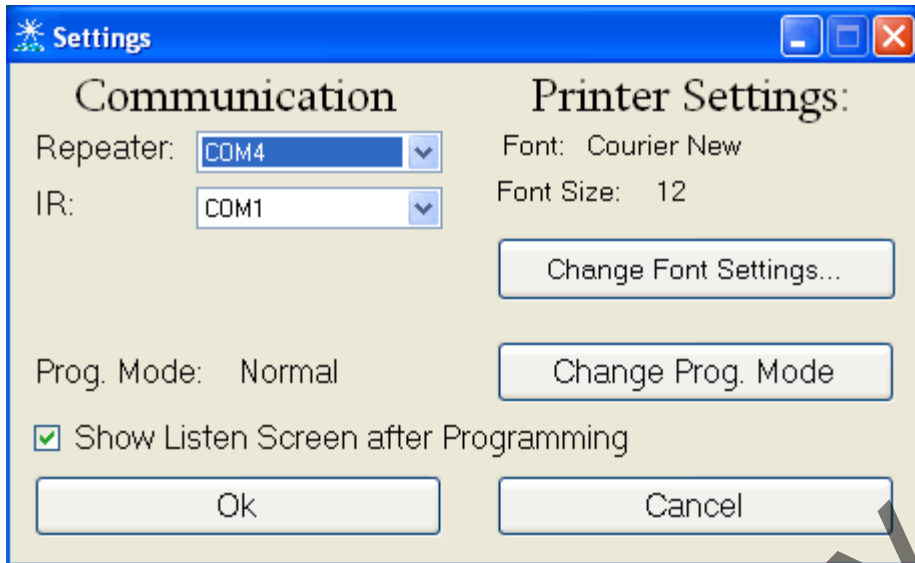 Settings
Communication
Repeater: COM4
IR: COM1
Printer Settings:
Font: Courier New
Font Size: 12
Change Font Settings...
Prog. Mode: Normal
Change Prog. Mode
Show Listen Screen after Programming
Ok
Cancel